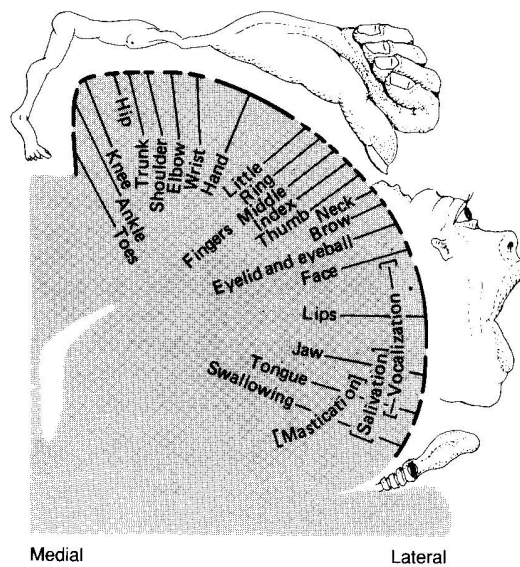 Toes
Ankle
Knee
Hip
Trunk
Shoulder
Elbow
Wrist
Hand
Fingers
Little
Ring
Middle
Index
Thumb
Neck
Brow
Eyelid and eyeball
Face
Lips
Jaw
Tongue
Swallowing
[Mastication]
[Salivation]
[Vocalization]
Medial
Lateral